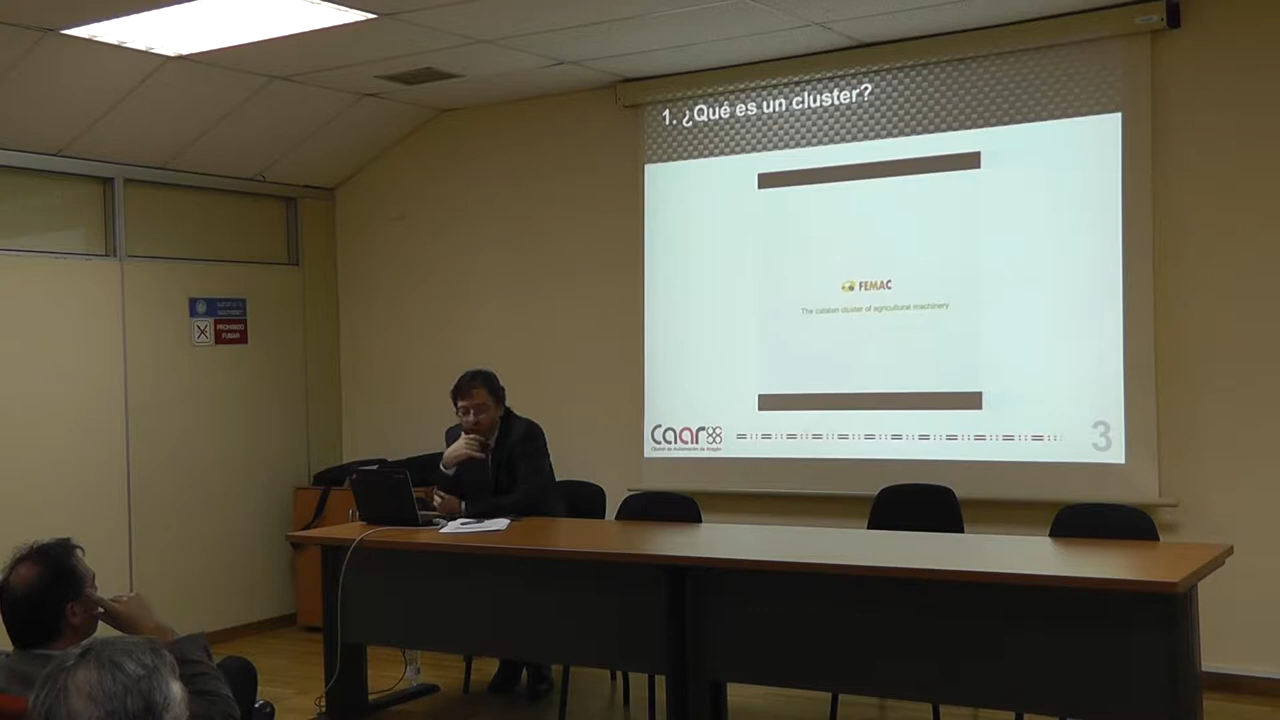 1. ¿Qué es un cluster?
FEMAC
The catalan cluster of agricultural machinery
caar
Cluster de Automoción de Aragón
3
PROHIBIDO
FUMAR